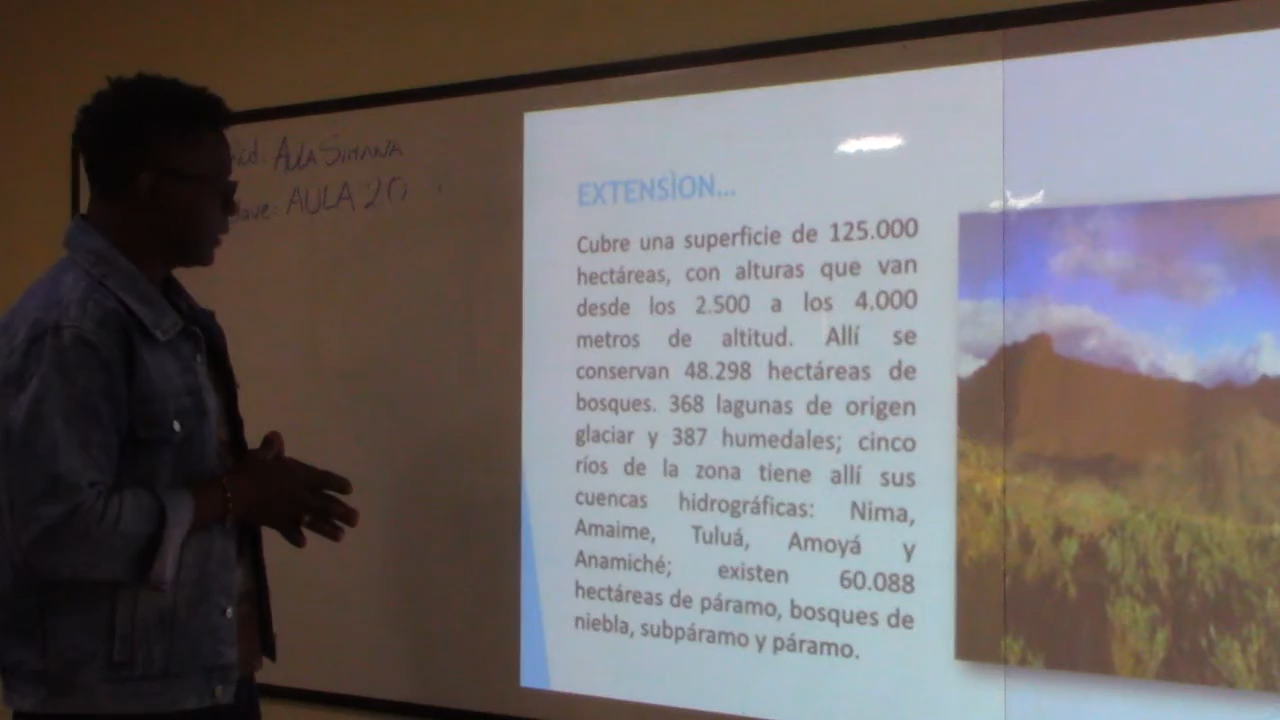 AULA SIMANA
AULA 20
EXTENSÌON...
Cubre una superficie de 125.000
hectáreas, con alturas que van
desde los 2.500 a los 4.000
metros de altitud. Allí se
conservan 48.298 hectáreas de
bosques. 368 lagunas de origen
glaciar y 387 humedales; cinco
ríos de la zona tiene allí sus
cuencas hidrográficas: Nima,
Amaime, Tuluá, Amoyá y
Anamiché; existen 60.088
hectáreas de páramo, bosques de
niebla, subpáramo y páramo.